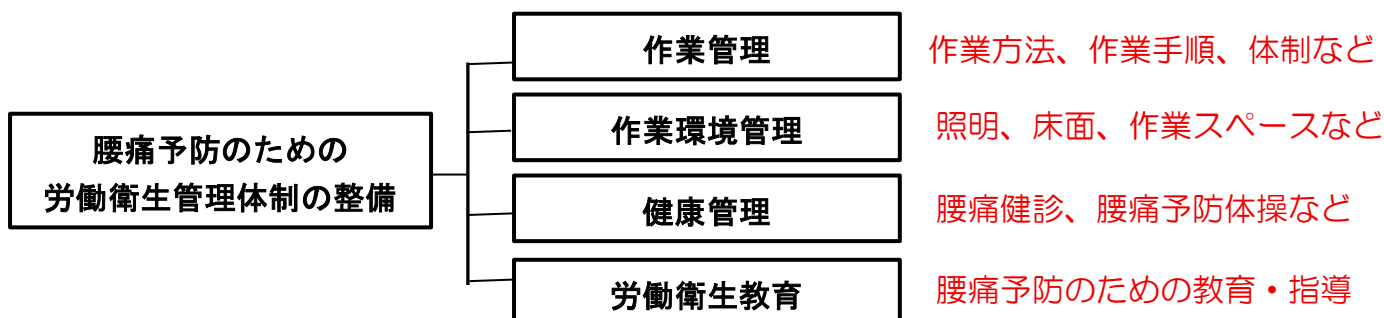 腰痛予防のための
労働衛生管理体制の整備
作業管理
作業方法、作業手順、体制など
作業環境管理
照明、床面、作業スペースなど
健康管理
腰痛健診、腰痛予防体操など
労働衛生教育
腰痛予防のための教育・指導